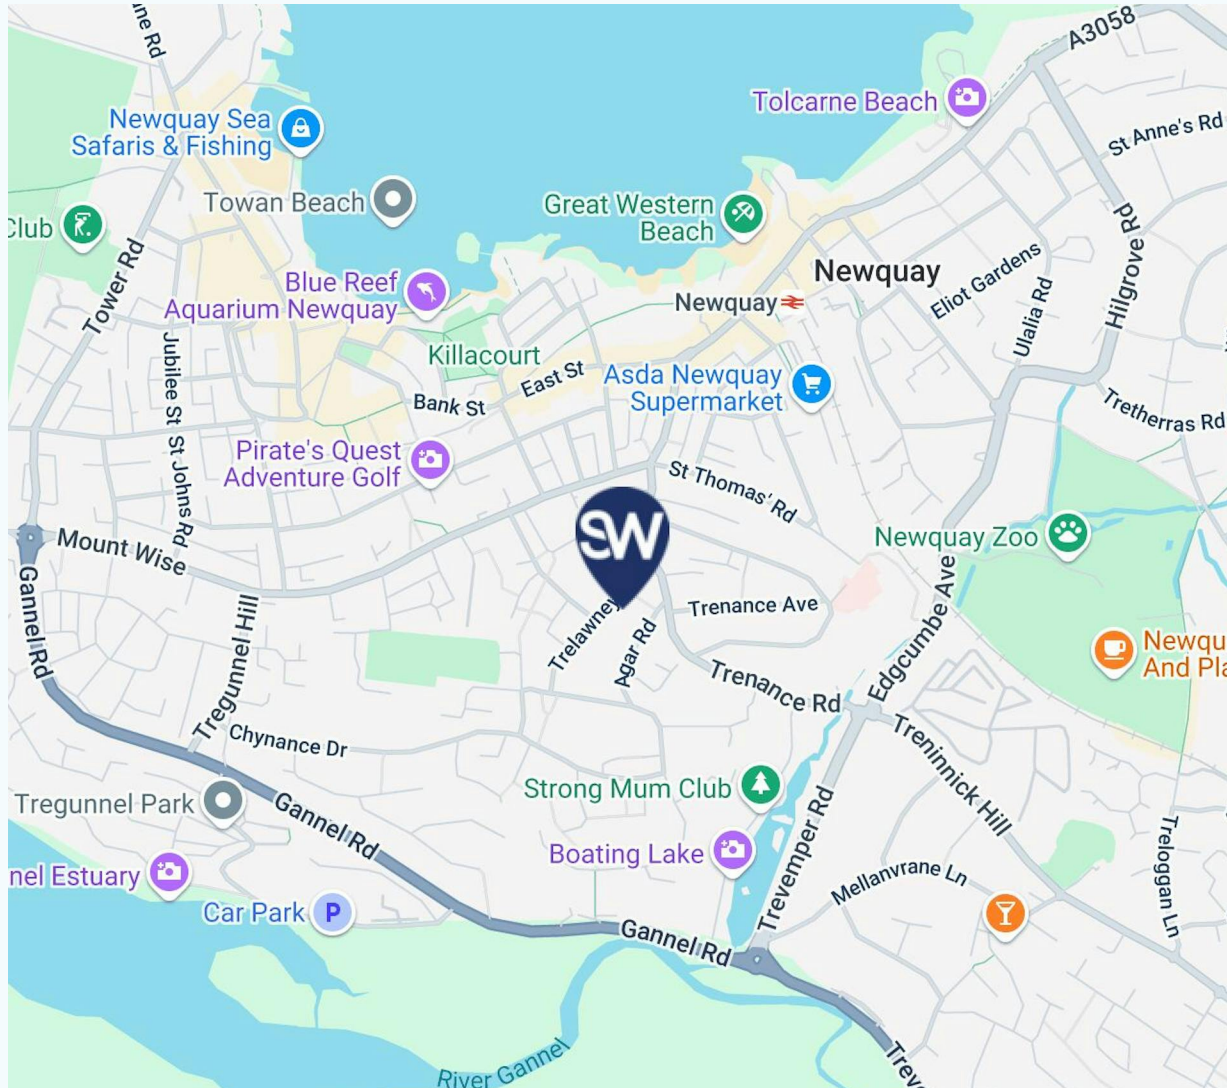 ne Rd
A3058
Tolcarne Beach
Newquay Sea
Safaris & Fishing
St Anne's Rd
Towan Beach
Great Western
Beach
Club
Tower Rd
Hilgrove Rd
Newquay
Eliot Gardens
Blue Reef
Aquarium Newquay
Newquay
Ulalia Rd
Jubilee St
Killacourt
East St
Asda Newquay
Supermarket
Bank St
Tretherras Rd
Pirate's Quest
Adventure Golf
St Johns Rd
St Thomas' Rd
SW
Mount Wise
Newquay Zoo
Gannel Rd
Trenance Ave
Trelawney
Agar Rd
Edgcumbe Ave
Newqu
And Pla
Tregunnel Hill
Trenance Rd
Chynance Dr
Treninnick Hill
Strong Mum Club
Tregunnel Park
Gannel Rd
Trevemper Rd
Treloggan Ln
Boating Lake
nel Estuary
Mellanvrane Ln
Car Park
P
Gannel Rd
River Gannel
Treve